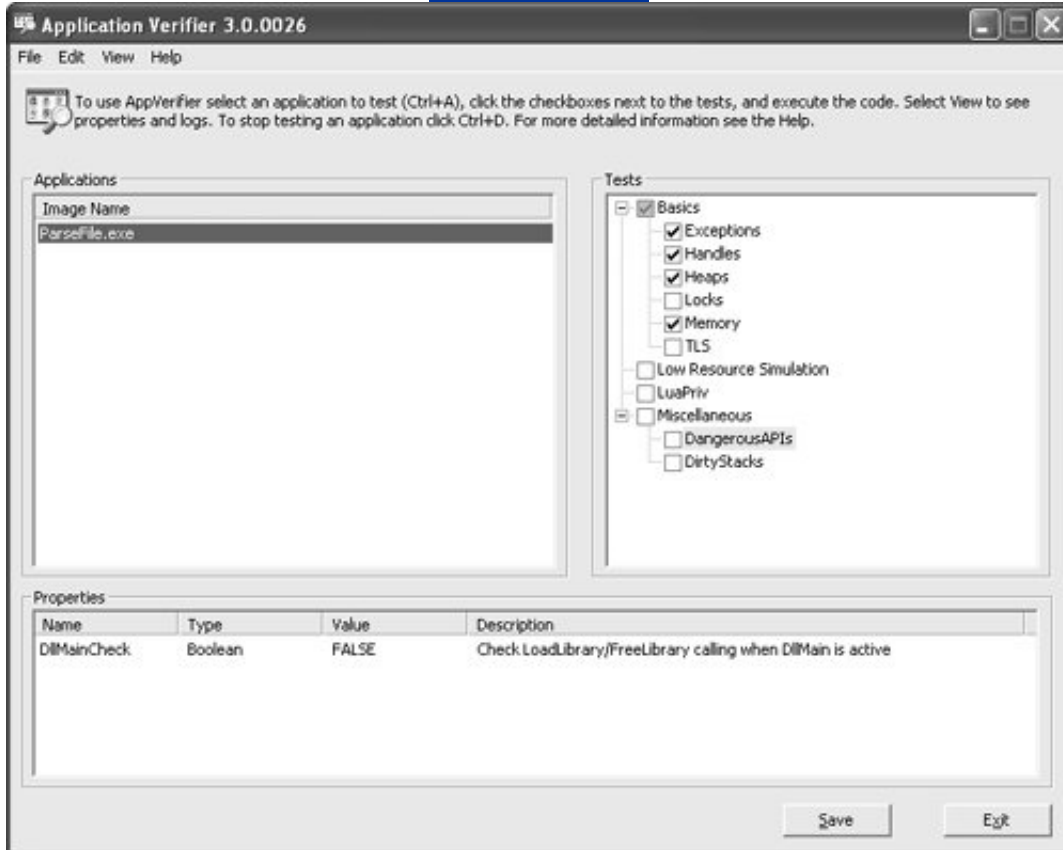 Application Verifier 3.0.0026
File Edit View Help
To use AppVerifier select an application to test (Ctrl+A), click the checkboxes next to the tests, and execute the code. Select View to see
properties and logs. To stop testing an application click Ctrl+D. For more detailed information see the Help.
Applications
Image Name
ParseFile.exe
Tests
Basics
Exceptions
Handles
Heaps
Locks
Memory
TLS
Low Resource Simulation
LuaPriv
Miscellaneous
DangerousAPIs
DirtyStacks
Properties
Name Type Value Description
DllMainCheck Boolean FALSE Check LoadLibrary/FreeLibrary calling when DllMain is active
Save Exit